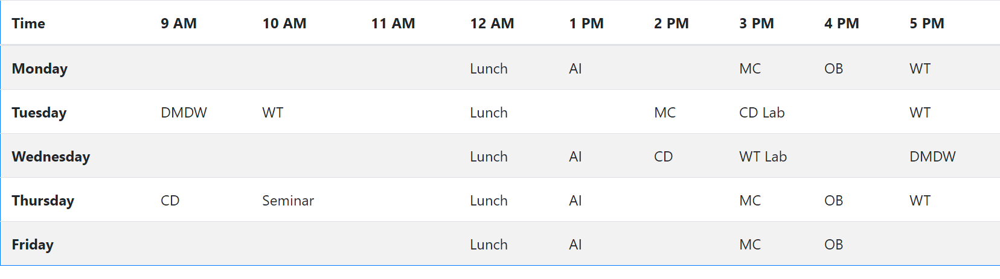 Time 9 AM 10 AM 11 AM 12 AM 1 PM 2 PM 3 PM 4 PM 5 PM
Monday Lunch AI MC OB WT
Tuesday DMDW WT Lunch MC CD Lab WT
Wednesday Lunch AI CD WT Lab DMDW
Thursday CD Seminar Lunch AI MC OB WT
Friday Lunch AI MC OB